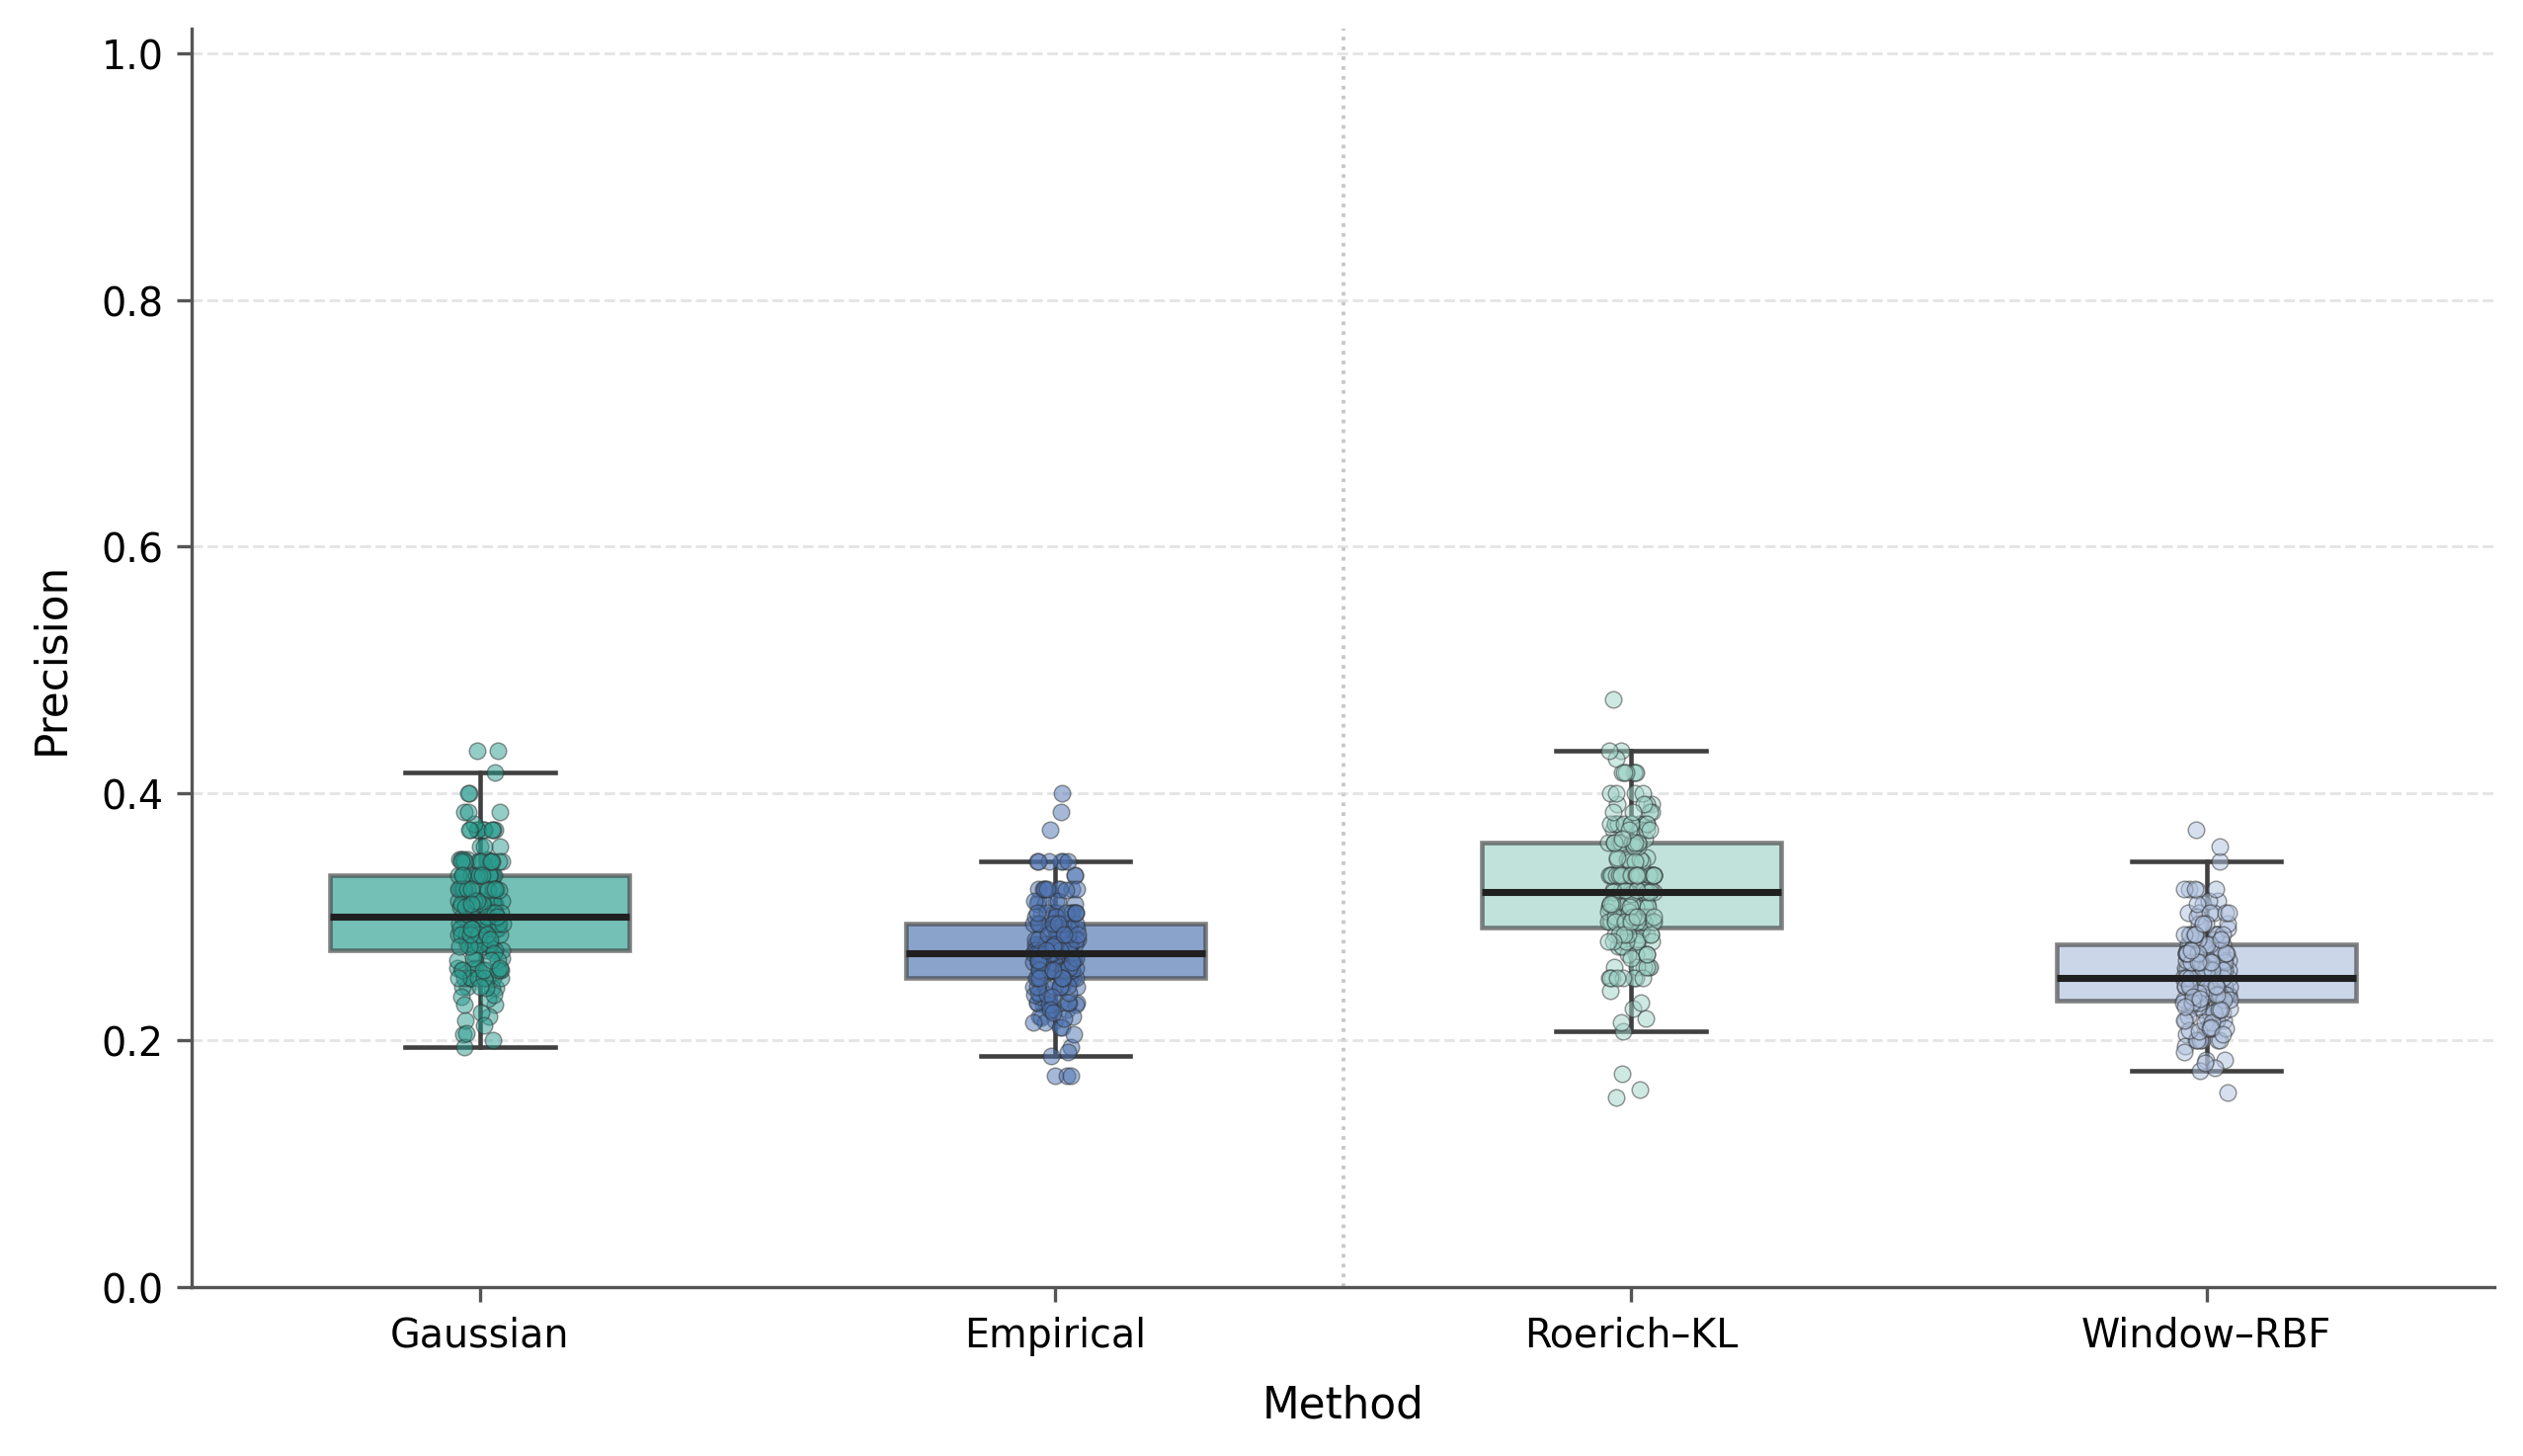 1.0
0.8
0.6
0.4
0.2
0.0
Precision
Gaussian
Empirical
Roerich–KL
Window–RBF
Method